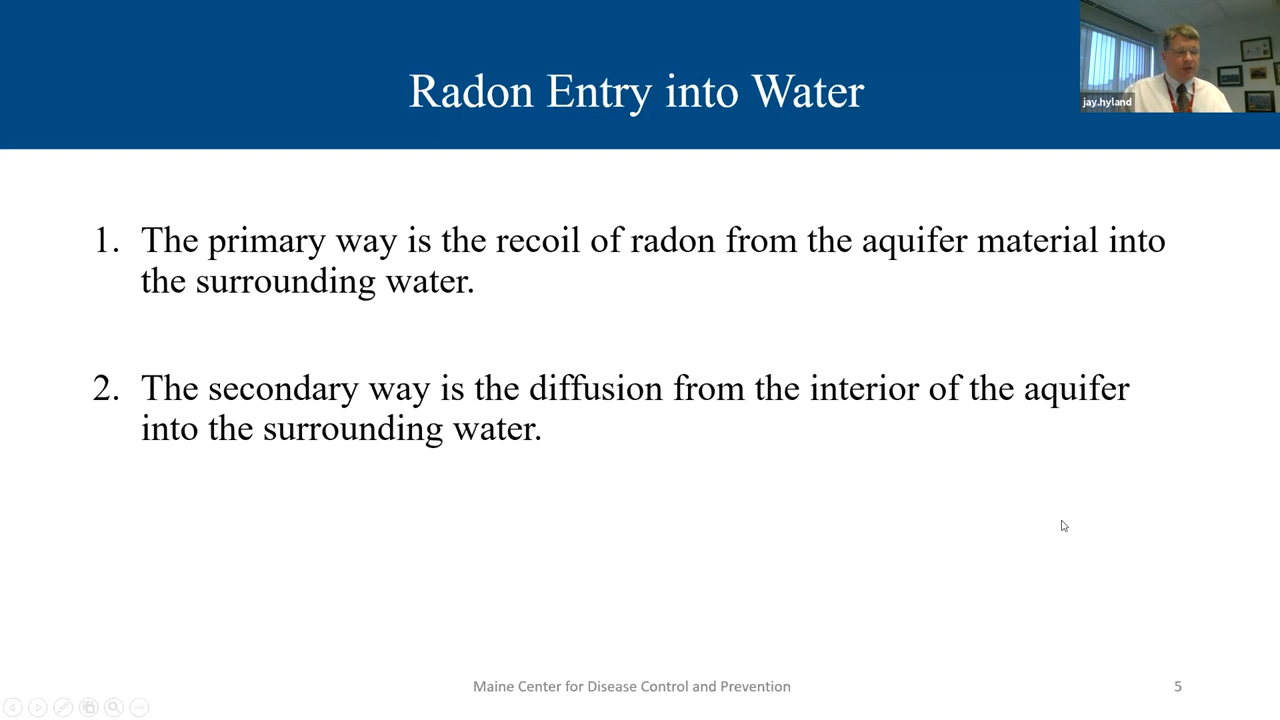 Radon Entry into Water
jay.hyland
1. The primary way is the recoil of radon from the aquifer material into
the surrounding water.
2. The secondary way is the diffusion from the interior of the aquifer
into the surrounding water.
Maine Center for Disease Control and Prevention
5